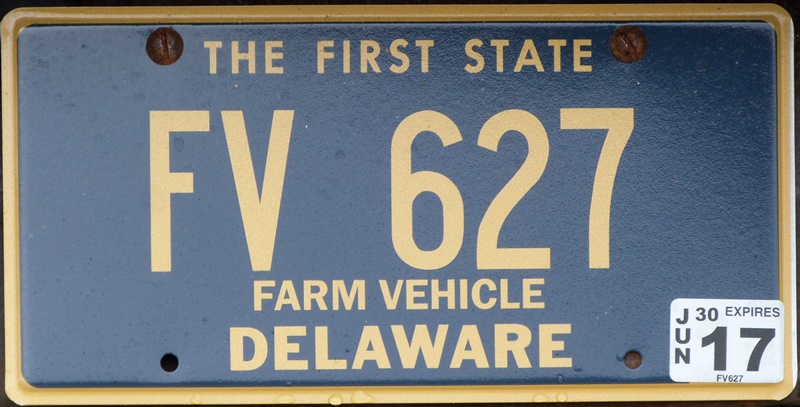 THE FIRST STATE
FV 627
FARM VEHICLE
DELAWARE
JUN 30 EXPIRES
17
FV627